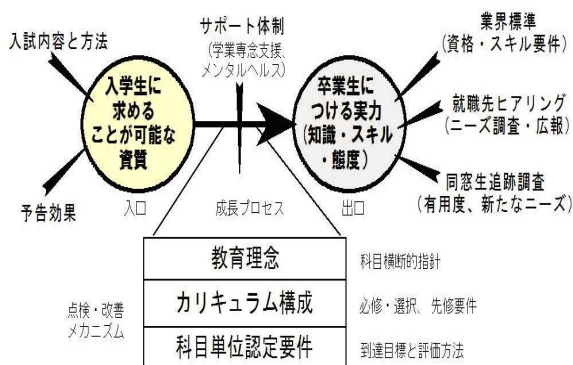 入試内容と方法
予告効果
入学生に
求める
ことが可能な
資質
入口
サポート体制
(学業専念支援、
メンタルヘルス)
成長プロセス
卒業生に
つける実力
(知識・スキル
・態度)
出口
業界標準
(資格・スキル要件)
就職先ヒアリング
(ニーズ調査・広報)
同窓生追跡調査
(有用度、新たなニーズ)
点検・改善
メカニズム
教育理念
科目横断的指針
カリキュラム構成
必修・選択、先修要件
科目単位認定要件
到達目標と評価方法